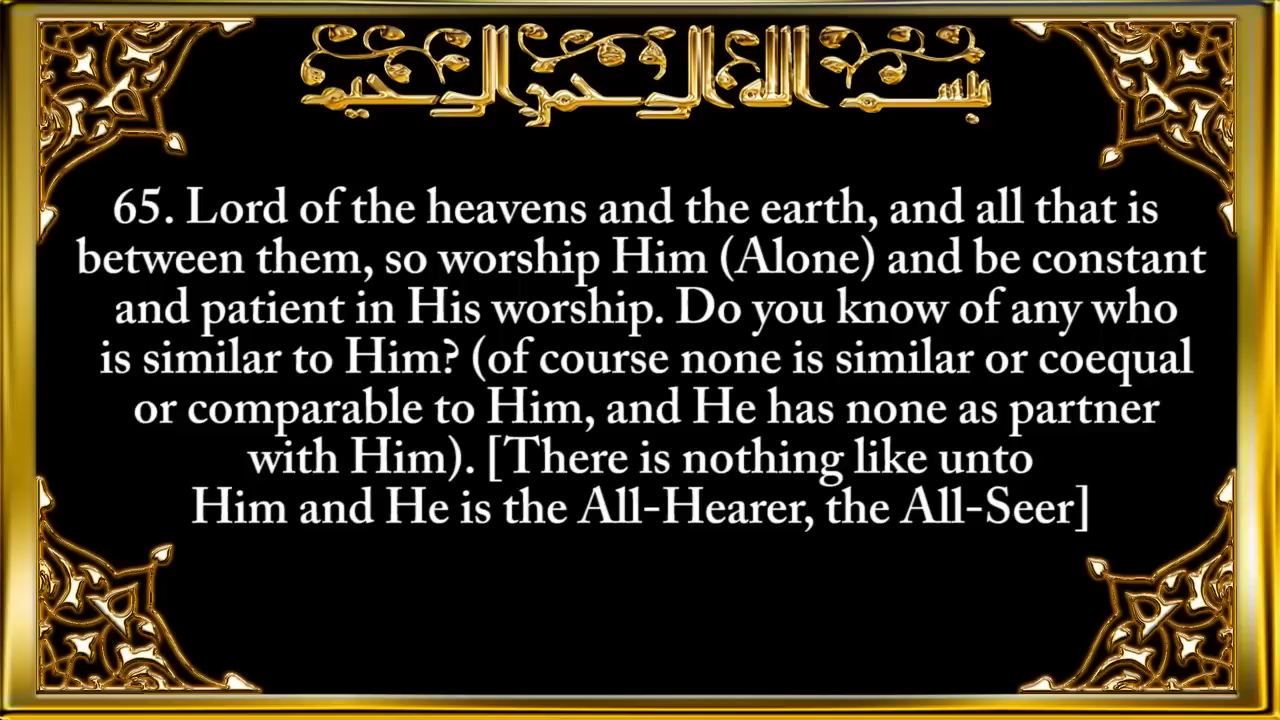 بسم الله الرحمن الرحيم
65. Lord of the heavens and the earth, and all that is
between them, so worship Him (Alone) and be constant
and patient in His worship. Do you know of any who
is similar to Him? (of course none is similar or coequal
or comparable to Him, and He has none as partner
with Him). [There is nothing like unto
Him and He is the All-Hearer, the All-Seer]